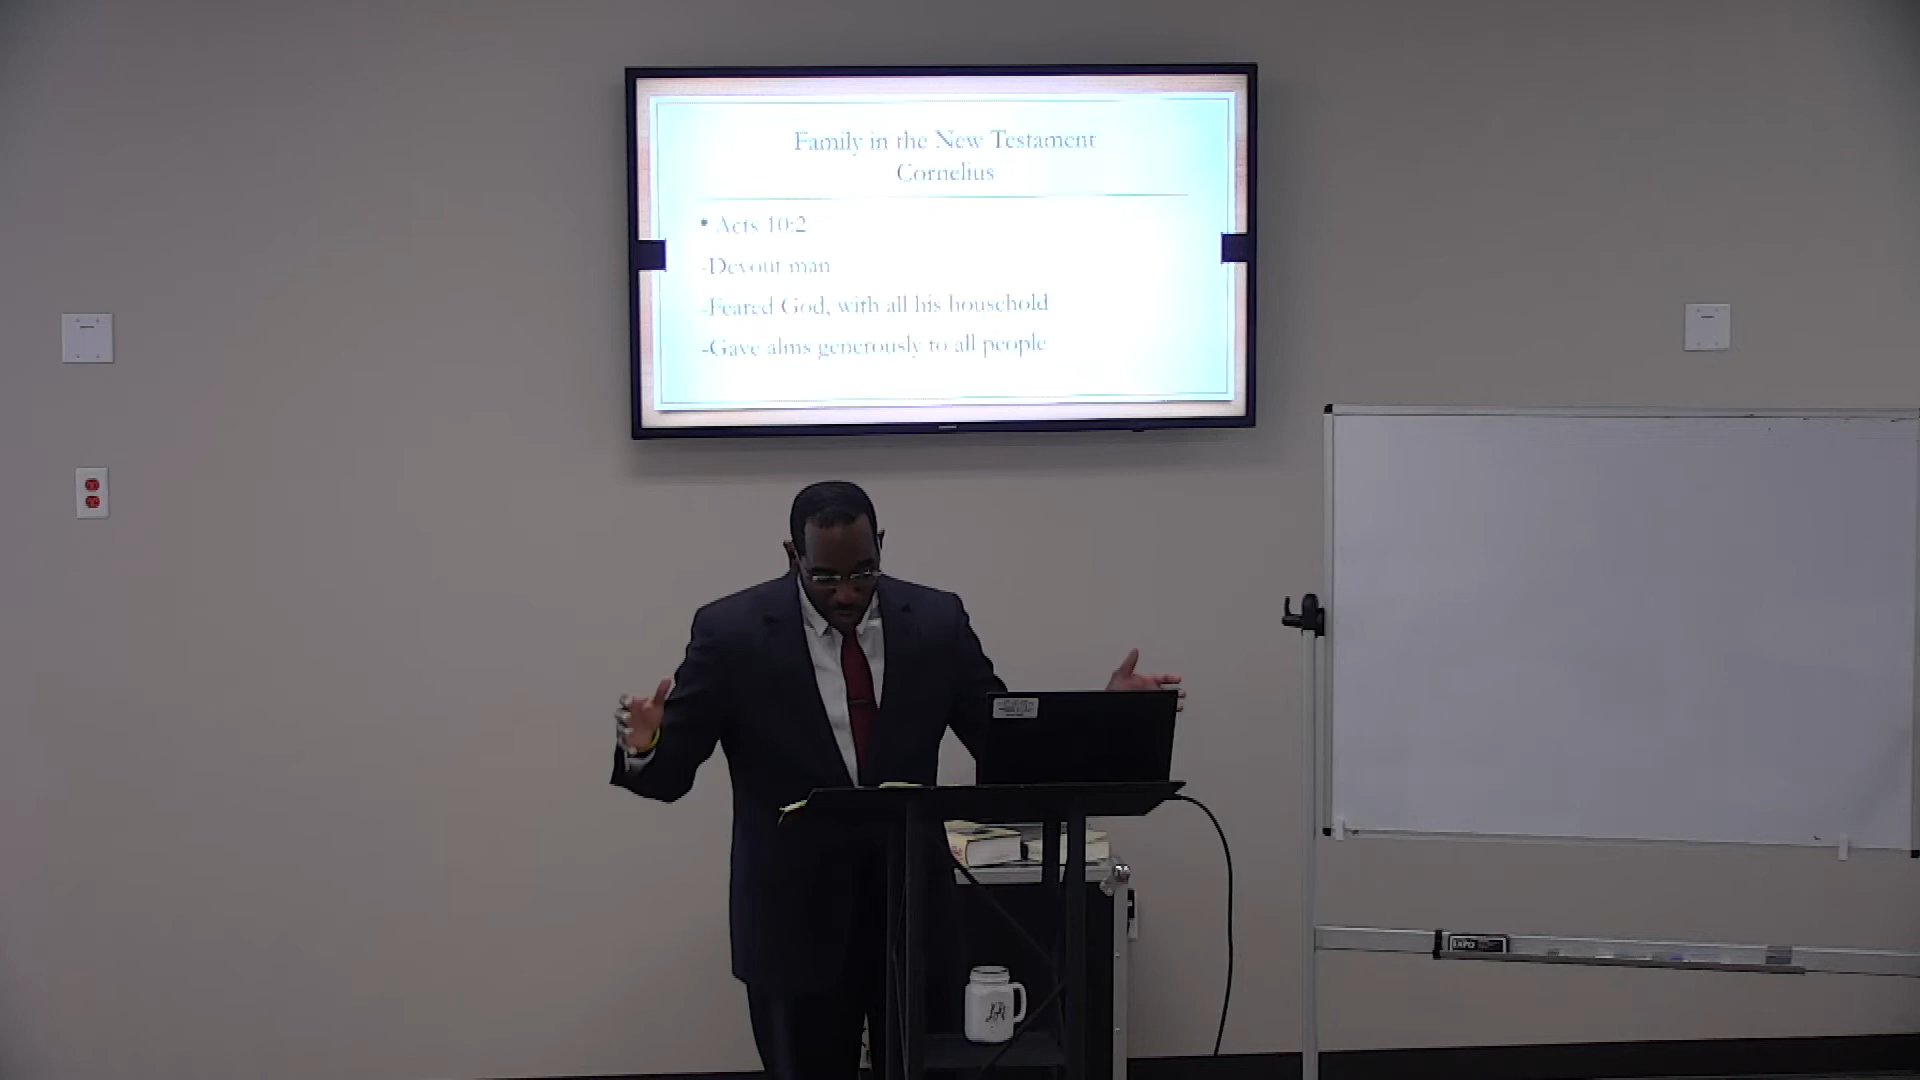 Family in the New Testament
Cornelius
• Acts 10:2
-Devout man
-Feared God, with all his household
-Gave alms generously to all people
EXPO